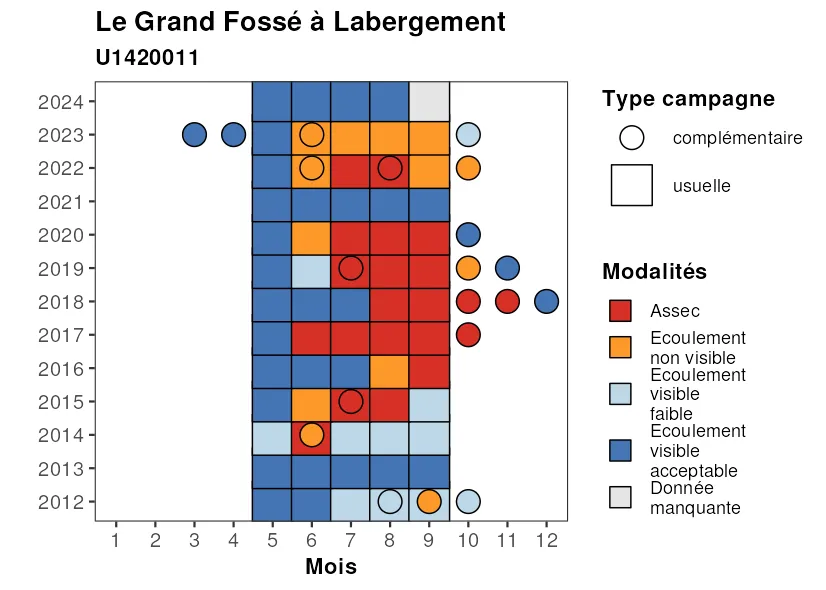 Le Grand Fossé à Labergement
U1420011
2024
2023
2022
2021
2020
2019
2018
2017
2016
2015
2014
2013
2012
1 2 3 4 5 6 7 8 9 10 11 12
Mois
Type campagne
complémentaire
usuelle
Modalités
Assec
Ecoulement
non visible
Ecoulement
visible
faible
Ecoulement
visible
acceptable
Donnée
manquante